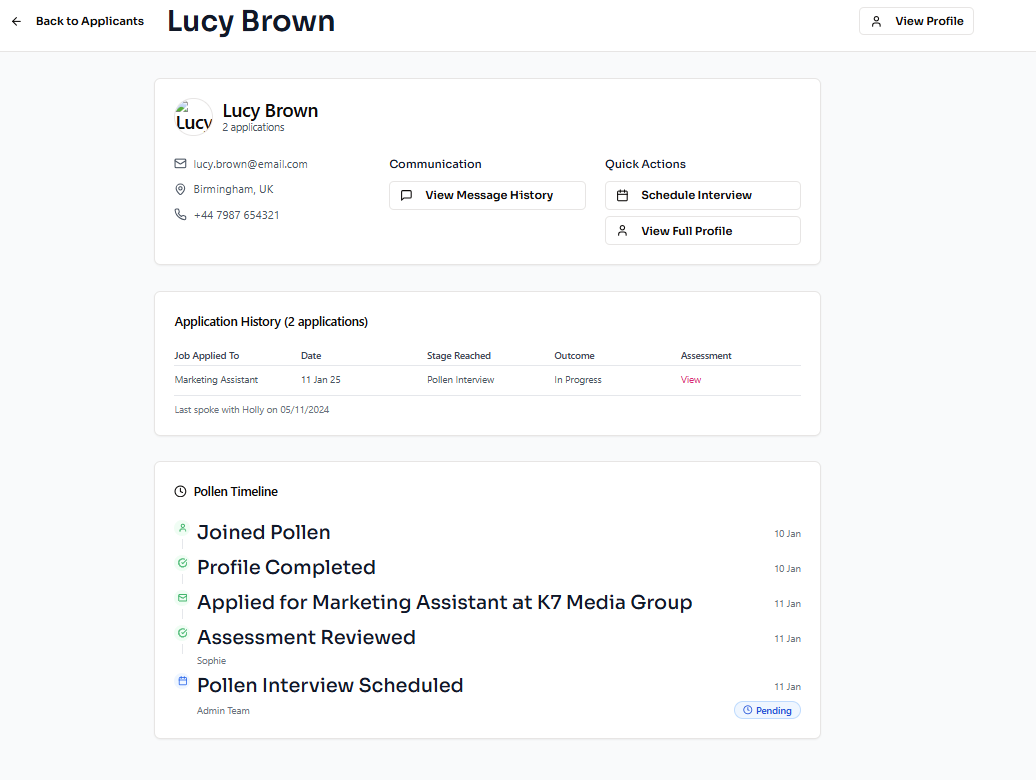 Back to Applicants
Lucy Brown
View Profile
Lucy
Lucy Brown
2 applications
lucy.brown@email.com
Birmingham, UK
+44 7987 654321
Communication
View Message History
Quick Actions
Schedule Interview
View Full Profile
Application History (2 applications)
Job Applied To Date Stage Reached Outcome Assessment
Marketing Assistant 11 Jan 25 Pollen Interview In Progress View
Last spoke with Holly on 05/11/2024
Pollen Timeline
Joined Pollen 10 Jan
Profile Completed 10 Jan
Applied for Marketing Assistant at K7 Media Group 11 Jan
Assessment Reviewed 11 Jan
Sophie
Pollen Interview Scheduled 11 Jan
Admin Team Pending